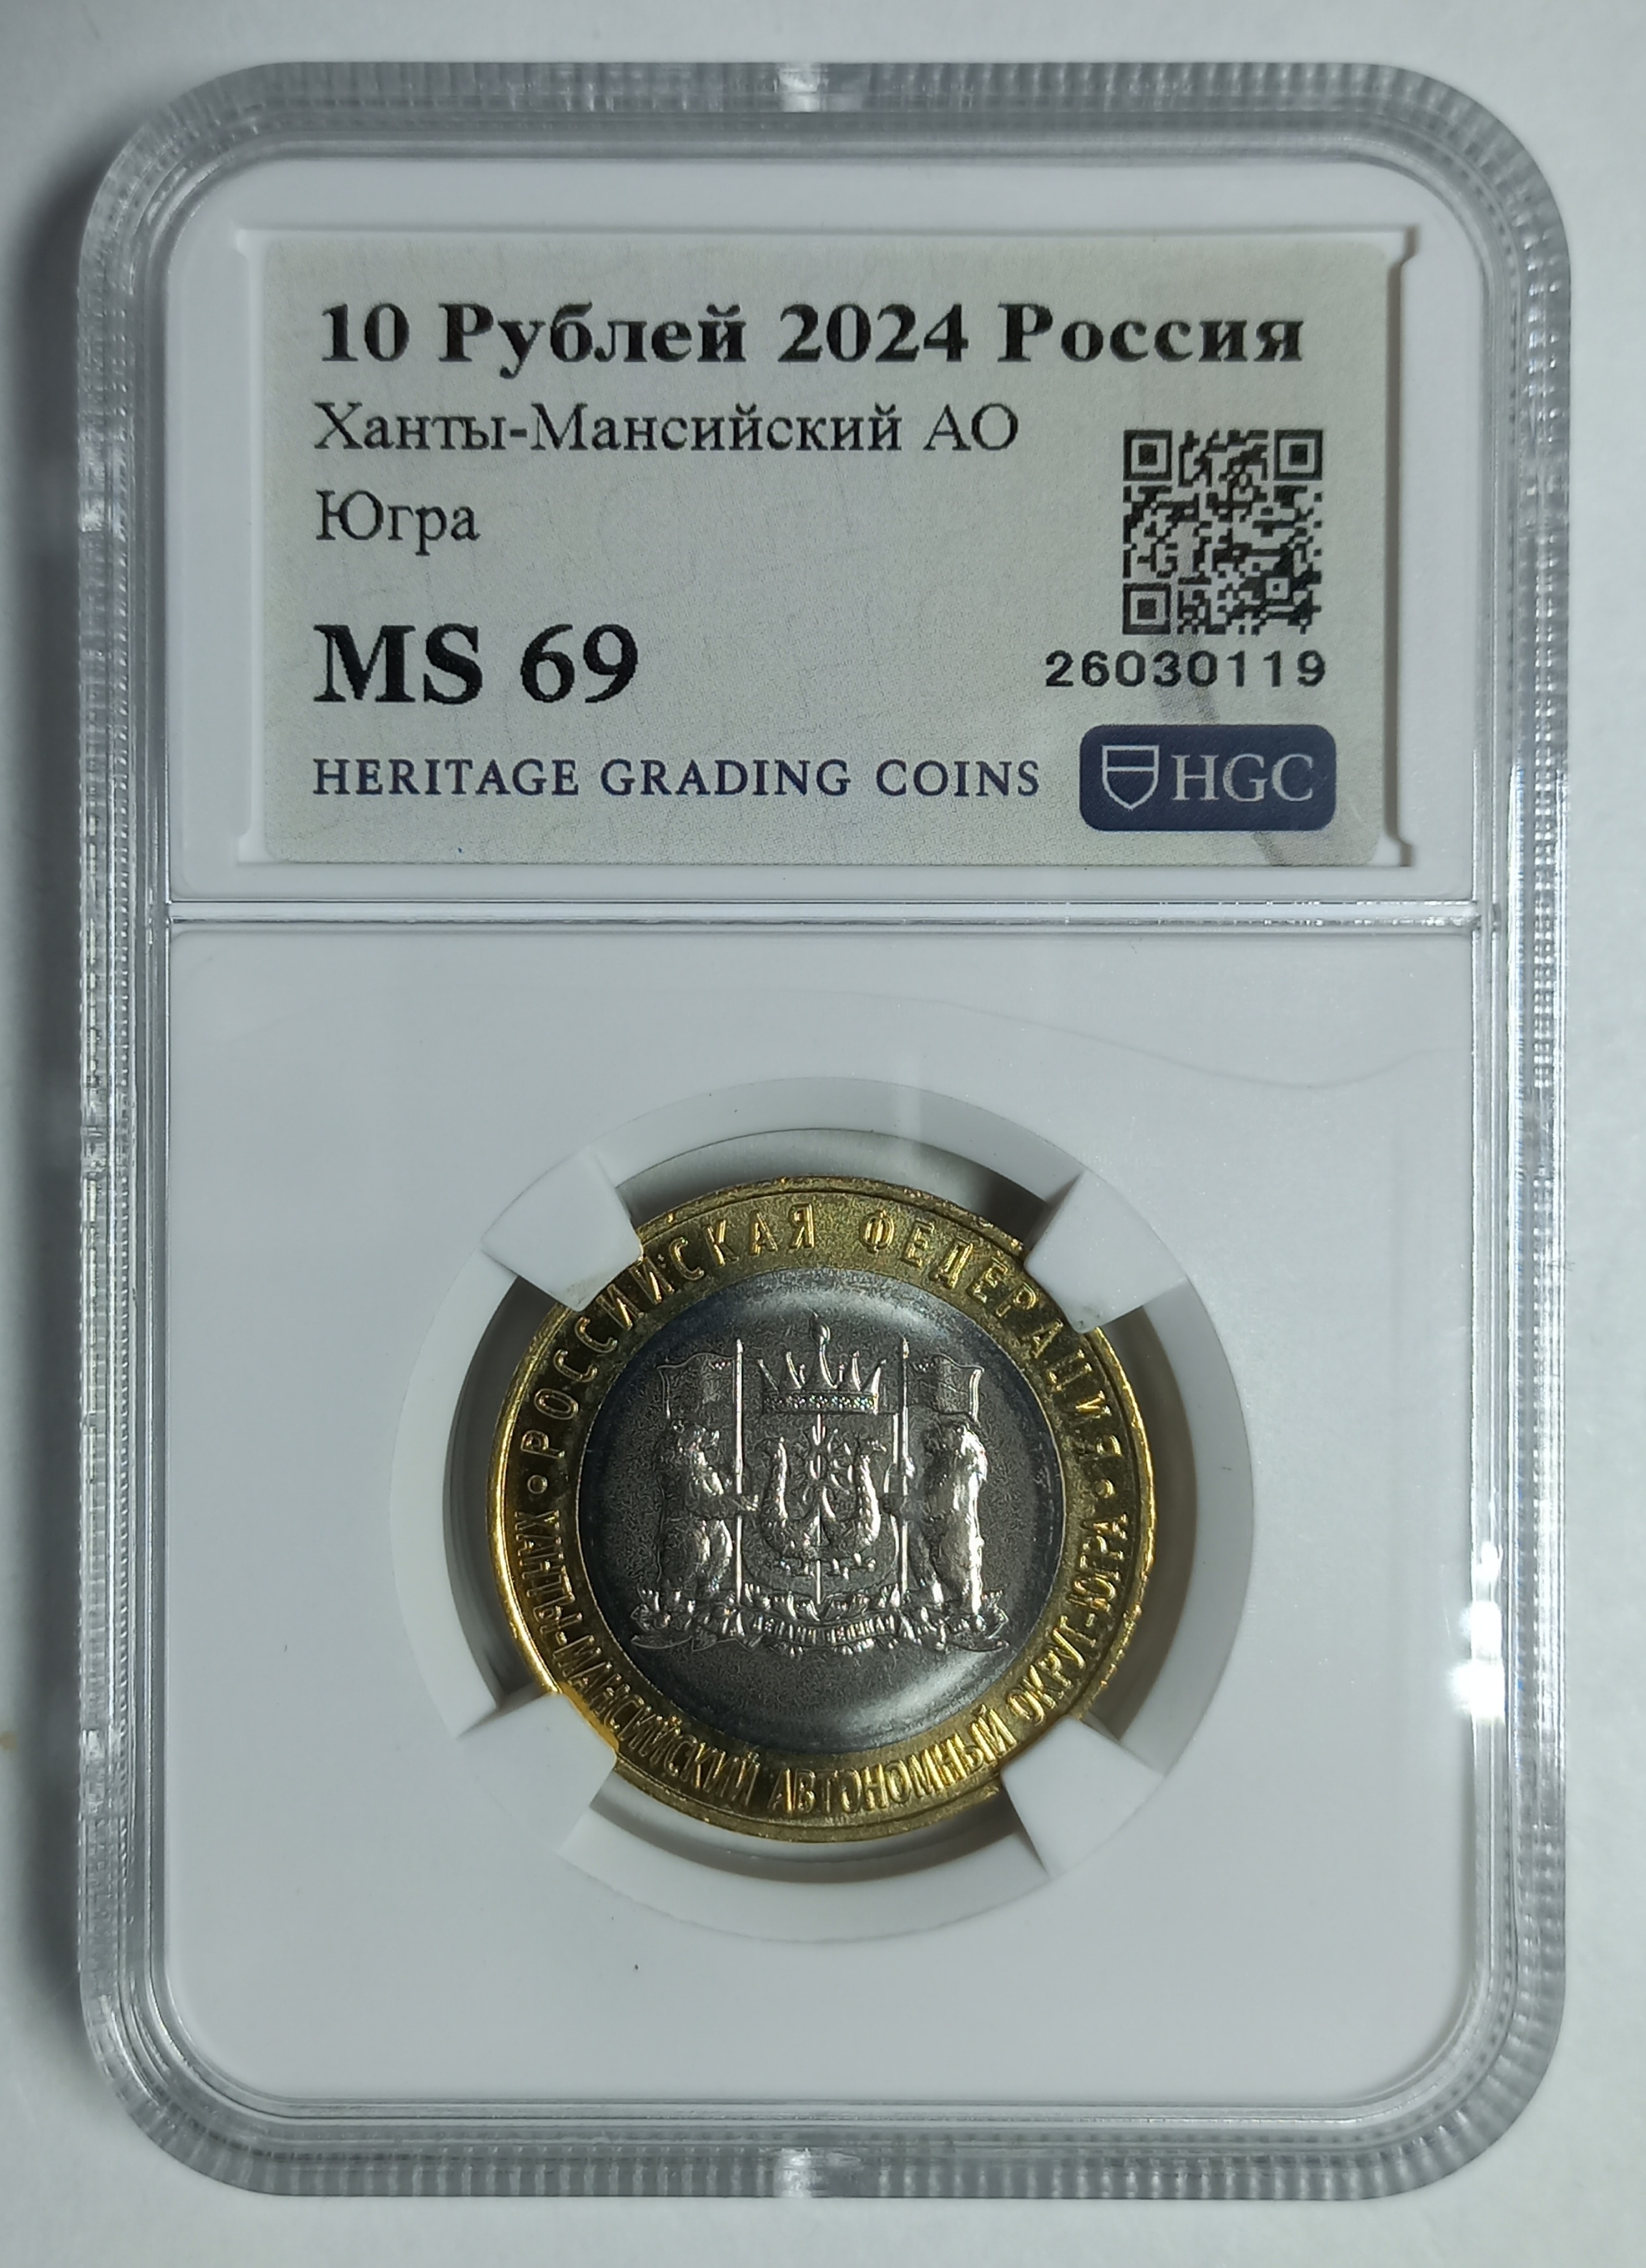 10 Рублей 2024 Россия
Ханты-Мансийский АО
Югра
MS 69
26030119
HERITAGE GRADING COINS
HGC
РОССИЙСКАЯ ФЕДЕРАЦИЯ
• ХАНТЫ-МАНСИЙСКИЙ АВТОНОМНЫЙ ОКРУГ-ЮГРА •